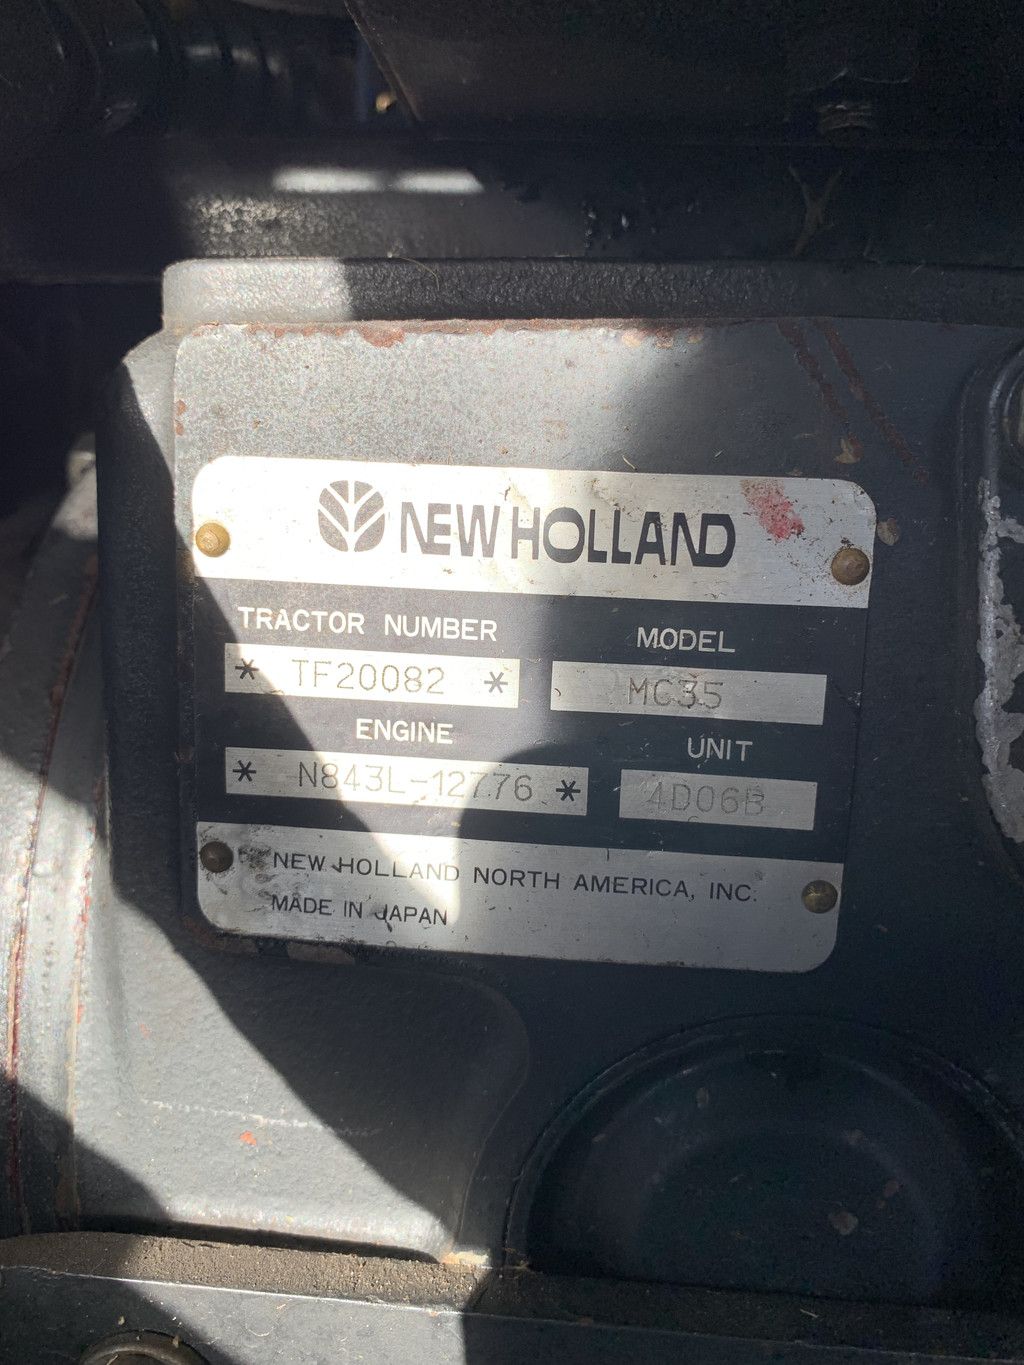 NEW HOLLAND
TRACTOR NUMBER MODEL
* TF20082 * MC35
ENGINE UNIT
* N843L-12776 * 4D06B
NEW HOLLAND NORTH AMERICA, INC.
MADE IN JAPAN